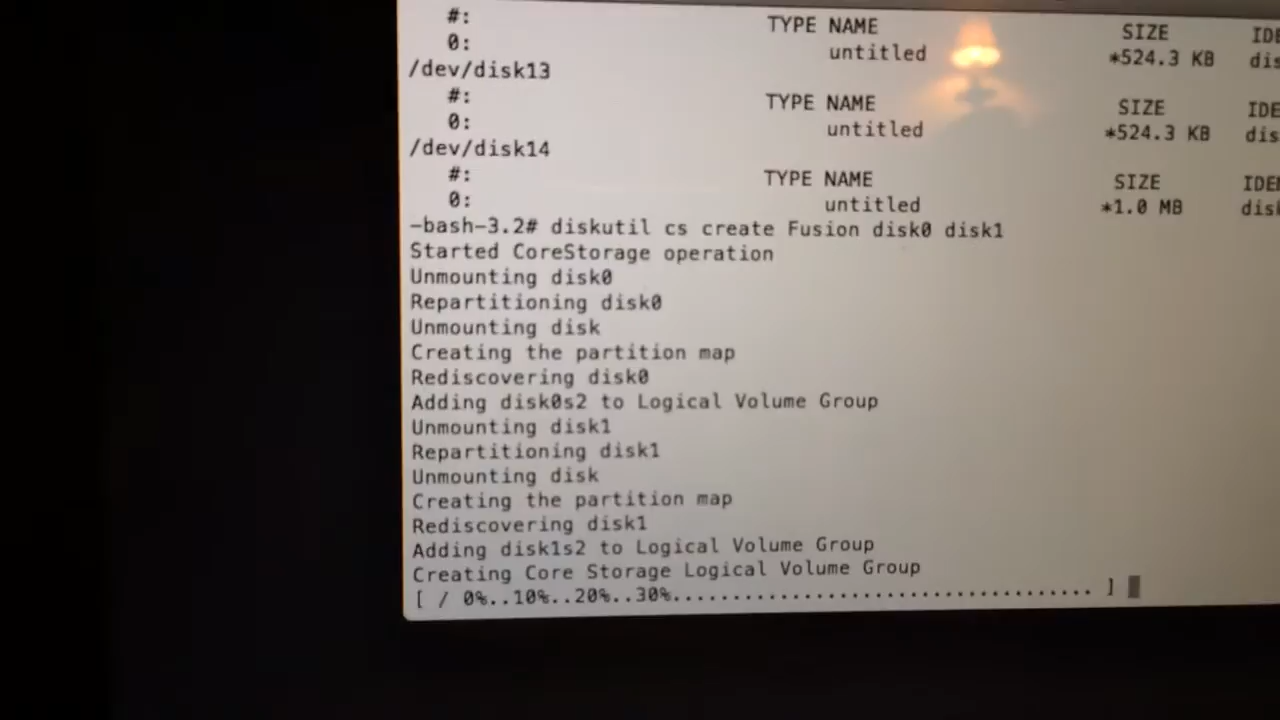 #: TYPE NAME SIZE
0: untitled *524.3 KB
/dev/disk13
#: TYPE NAME SIZE
0: untitled *524.3 KB
/dev/disk14
#: TYPE NAME SIZE
0: untitled *1.0 MB
-bash-3.2# diskutil cs create Fusion disk0 disk1
Started CoreStorage operation
Unmounting disk0
Repartitioning disk0
Unmounting disk
Creating the partition map
Rediscovering disk0
Adding disk0s2 to Logical Volume Group
Unmounting disk1
Repartitioning disk1
Unmounting disk
Creating the partition map
Rediscovering disk1
Adding disk1s2 to Logical Volume Group
Creating Core Storage Logical Volume Group
[ / 0%..10%..20%..30%.................................... ]